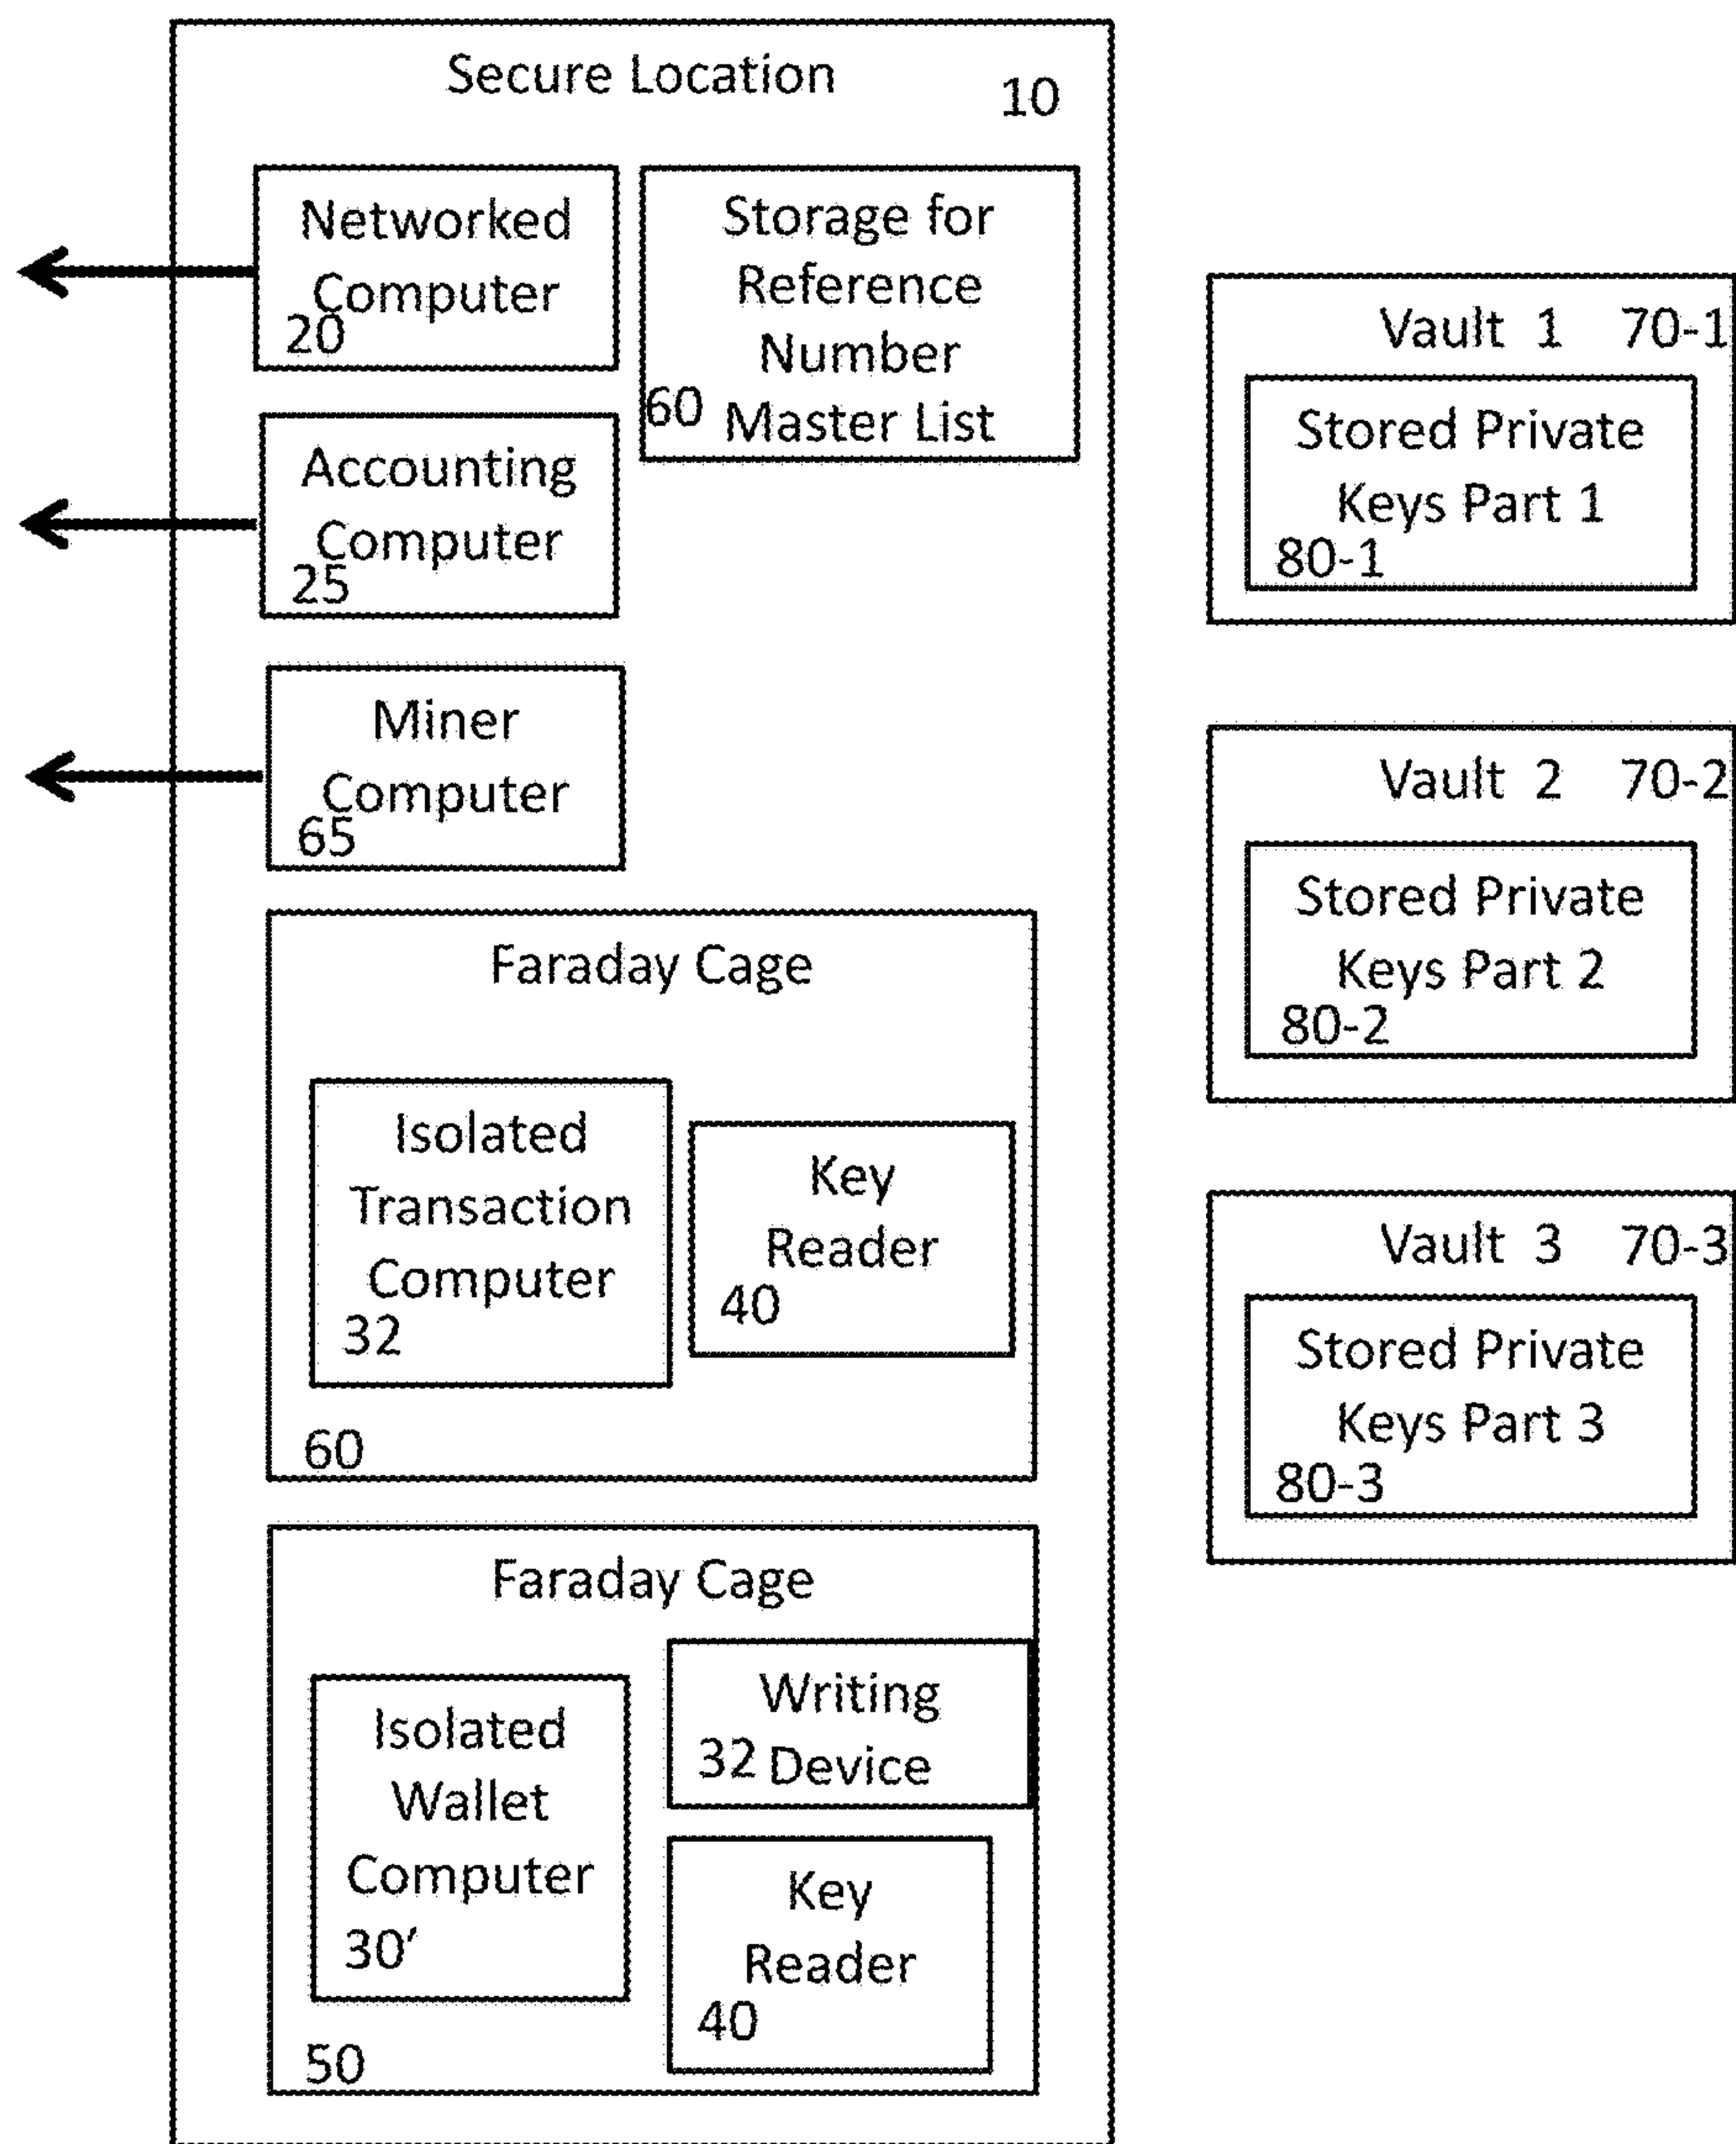 Secure Location
10
Networked
Computer
20
Storage for
Reference
Number
60 Master List
Accounting
Computer
25
Miner
Computer
65
Faraday Cage
Isolated
Transaction
Computer
32
Key
Reader
40
60
Faraday Cage
Isolated
Wallet
Computer
30′
Writing
32 Device
Key
Reader
40
50
Vault 1 70-1
Stored Private
Keys Part 1
80-1
Vault 2 70-2
Stored Private
Keys Part 2
80-2
Vault 3 70-3
Stored Private
Keys Part 3
80-3